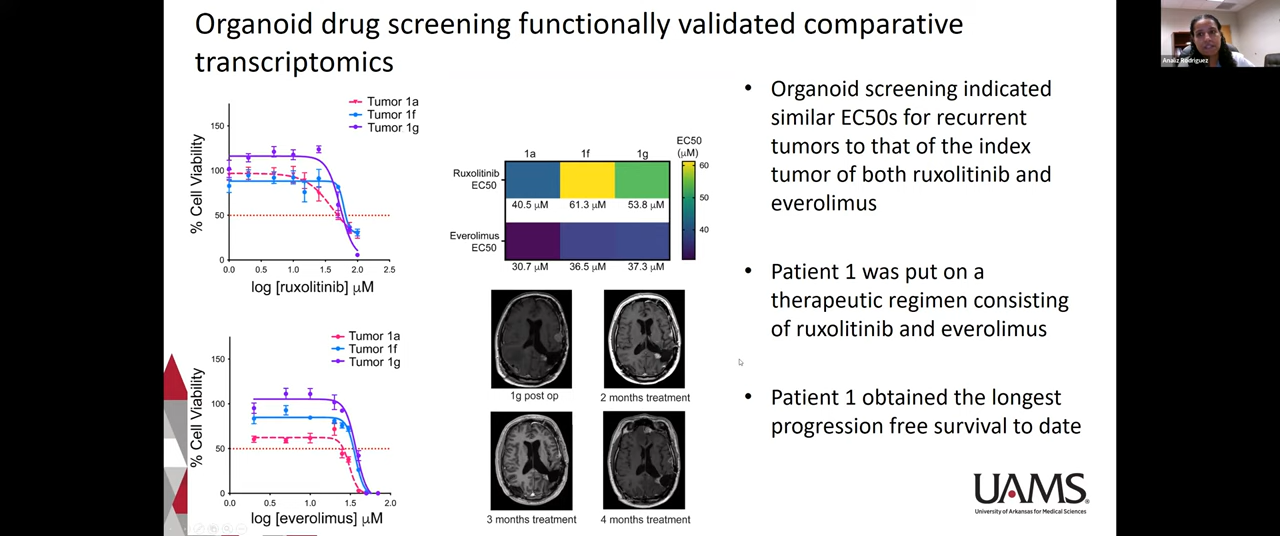 Organoid drug screening functionally validated comparative
transcriptomics
Analiz Rodriguez
Tumor 1a
Tumor 1f
Tumor 1g
150
100
50
0
% Cell Viability
0.0 0.5 1.0 1.5 2.0 2.5
log [ruxolitinib] µM
Tumor 1a
Tumor 1f
Tumor 1g
150
100
50
0
% Cell Viability
0.0 0.5 1.0 1.5 2.0
log [everolimus] µM
EC50
(µM)
1a 1f 1g
Ruxolitinib
EC50
40.5 µM 61.3 µM 53.8 µM
Everolimus
EC50
30.7 µM 36.5 µM 37.3 µM
60
50
40
1g post op
2 months treatment
3 months treatment
4 months treatment
• Organoid screening indicated
similar EC50s for recurrent
tumors to that of the index
tumor of both ruxolitinib and
everolimus
• Patient 1 was put on a
therapeutic regimen consisting
of ruxolitinib and everolimus
• Patient 1 obtained the longest
progression free survival to date
UAMS®
University of Arkansas for Medical Sciences